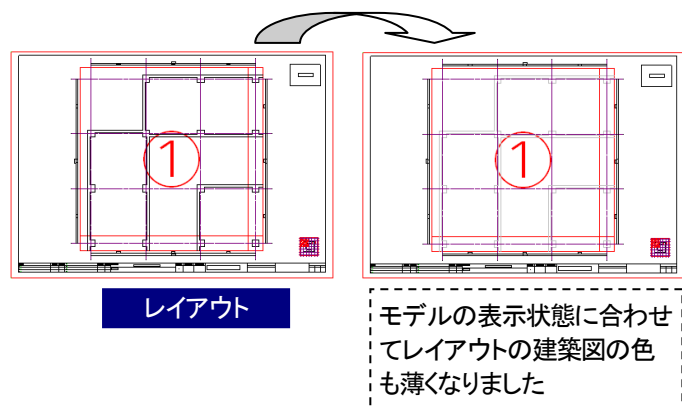 1
1
レイアウト
モデルの表示状態に合わせ
てレイアウトの建築図の色
も薄くなりました